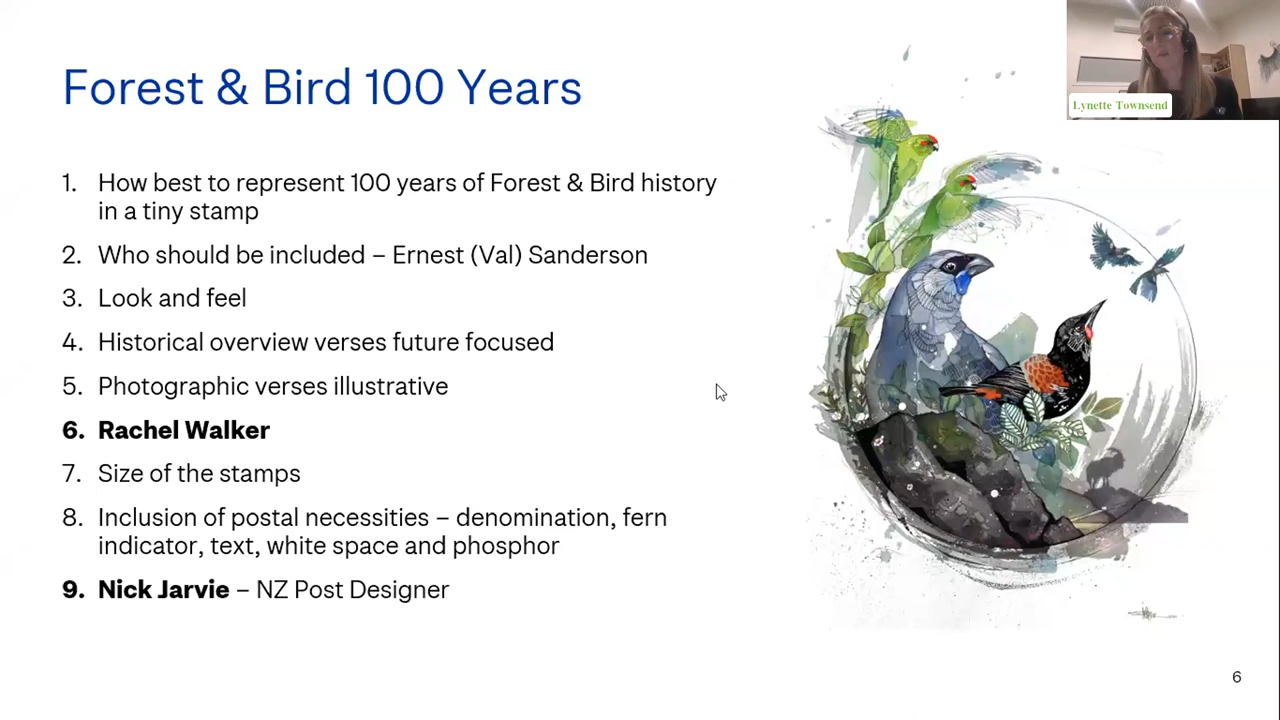 Forest & Bird 100 Years
Lynette Townsend
1. How best to represent 100 years of Forest & Bird history
in a tiny stamp
2. Who should be included – Ernest (Val) Sanderson
3. Look and feel
4. Historical overview verses future focused
5. Photographic verses illustrative
6. Rachel Walker
7. Size of the stamps
8. Inclusion of postal necessities – denomination, fern
indicator, text, white space and phosphor
9. Nick Jarvie – NZ Post Designer
6